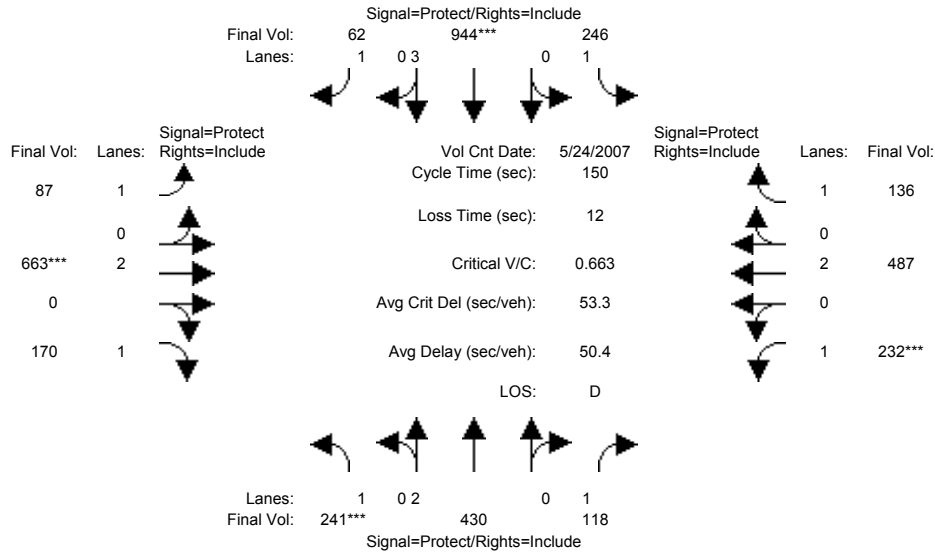 Signal=Protect/Rights=Include
Final Vol: 62 944*** 246
Lanes: 1 0 3 0 1
Signal=Protect
Final Vol: Lanes: Rights=Include
Vol Cnt Date: 5/24/2007
Signal=Protect
Rights=Include Lanes: Final Vol:
Cycle Time (sec): 150
87 1
1 136
Loss Time (sec): 12
0
0
663*** 2
Critical V/C: 0.663
2 487
0 0
Avg Crit Del (sec/veh): 53.3
0
170 1
Avg Delay (sec/veh): 50.4
1 232***
LOS: D
Lanes: 1 0 2 0 1
Final Vol: 241*** 430 118
Signal=Protect/Rights=Include